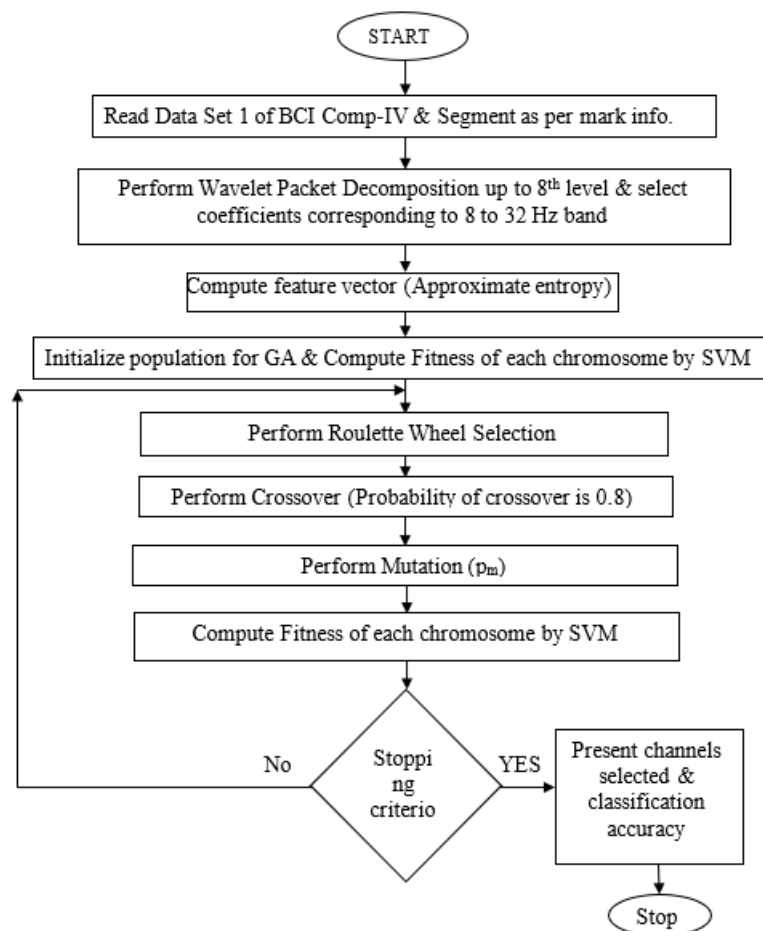 START
Read Data Set 1 of BCI Comp-IV & Segment as per mark info.
Perform Wavelet Packet Decomposition up to 8th level & select
coefficients corresponding to 8 to 32 Hz band
Compute feature vector (Approximate entropy)
Initialize population for GA & Compute Fitness of each chromosome by SVM
Perform Roulette Wheel Selection
Perform Crossover (Probability of crossover is 0.8)
Perform Mutation (pm)
Compute Fitness of each chromosome by SVM
No
Stoppi
ng
criterio
YES
Present channels
selected &
classification
accuracy
Stop